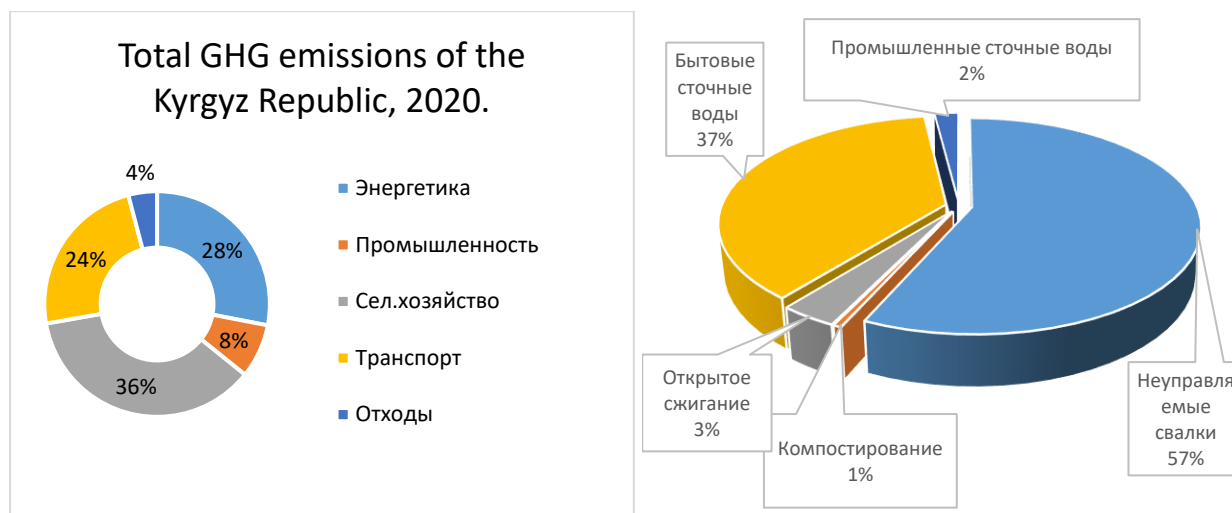 Total GHG emissions of the
Kyrgyz Republic, 2020.
4%
28%
24%
8%
36%
Энергетика
Промышленность
Сел.хозяйство
Транспорт
Отходы
Промышленные сточные воды
2%
Бытовые
сточные
воды
37%
Открытое
сжигание
3%
Компостирование
1%
Неуправля
емые
свалки
57%